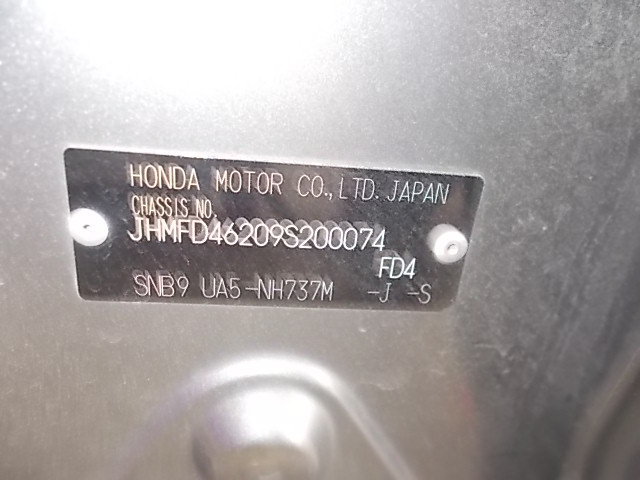 HONDA MOTOR CO.,LTD. JAPAN
CHASSIS NO.
JHMFD46209S200074
FD4
SNB9 UA5-NH737M -J -S